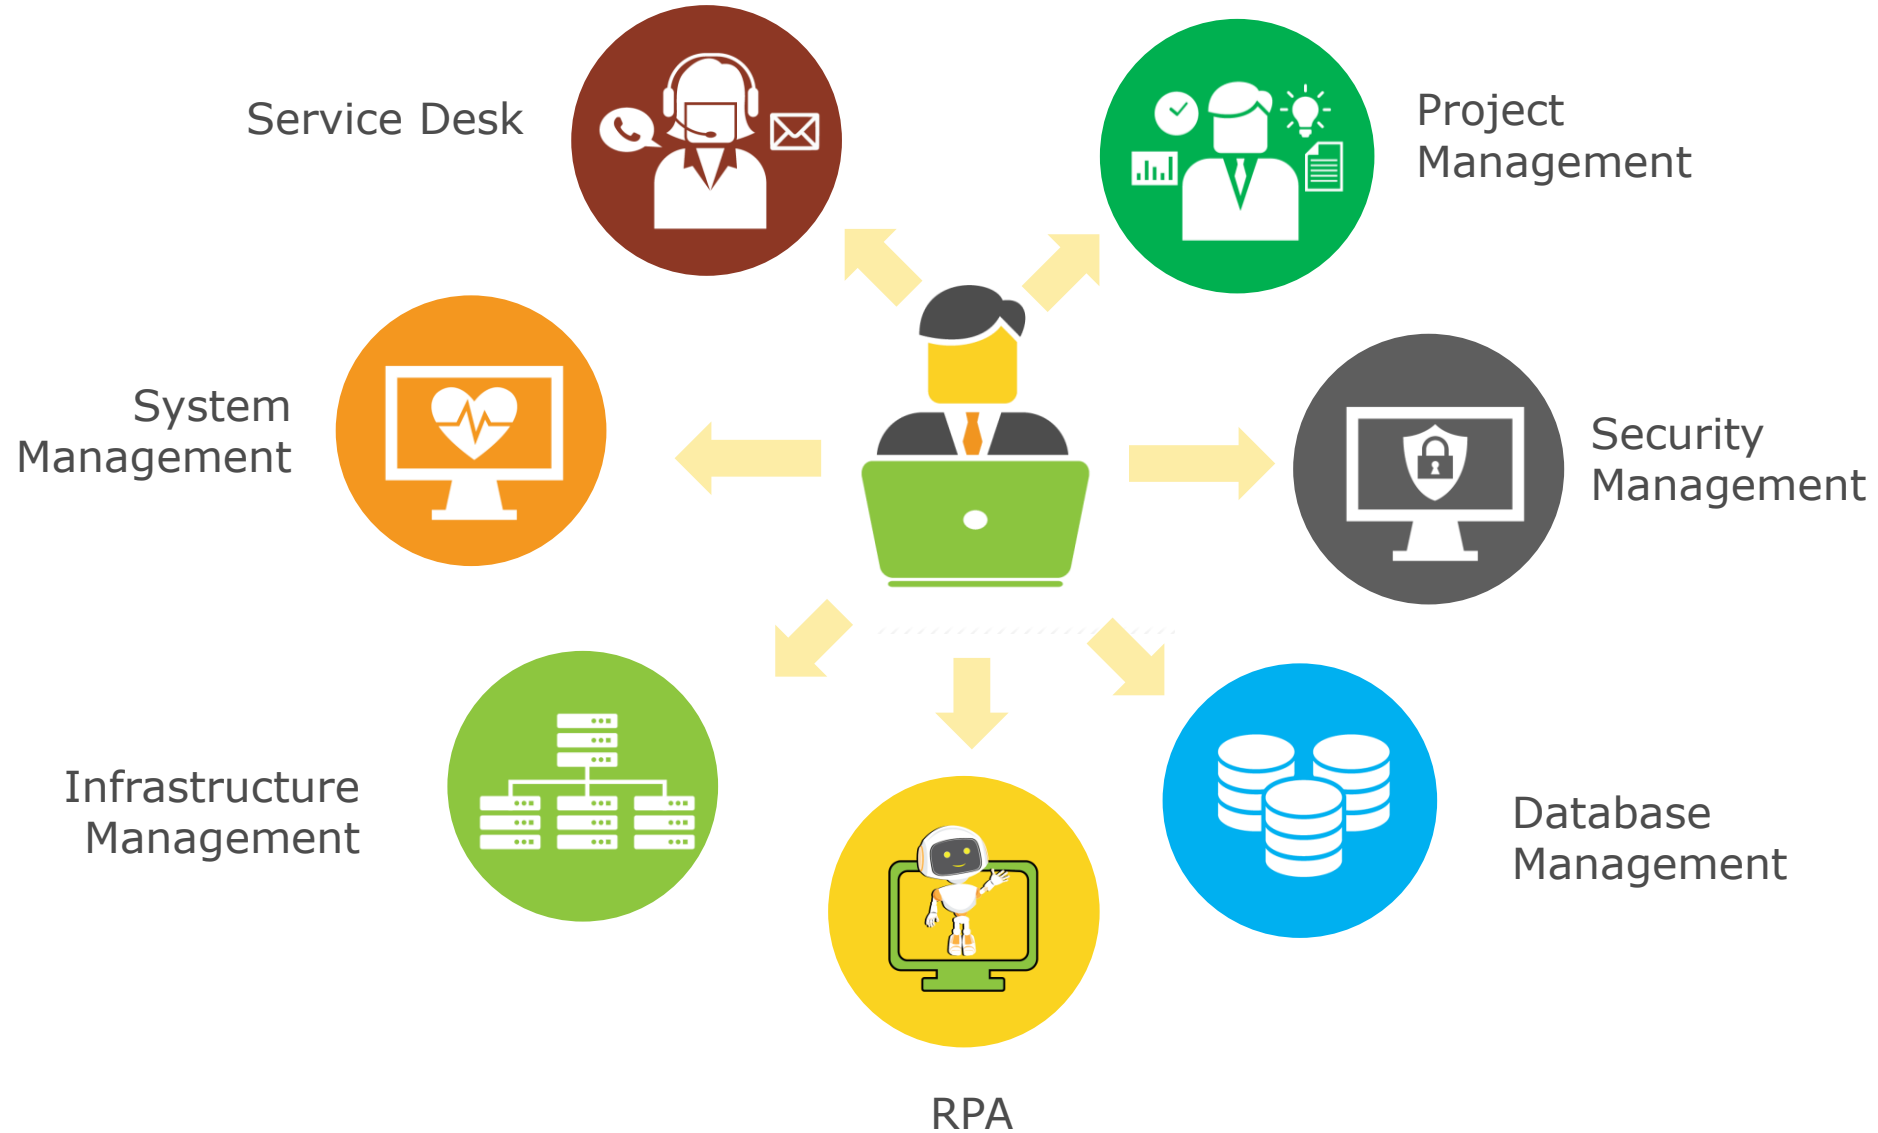 Service Desk
Project
Management
System
Management
Security
Management
Infrastructure
Management
Database
Management
RPA